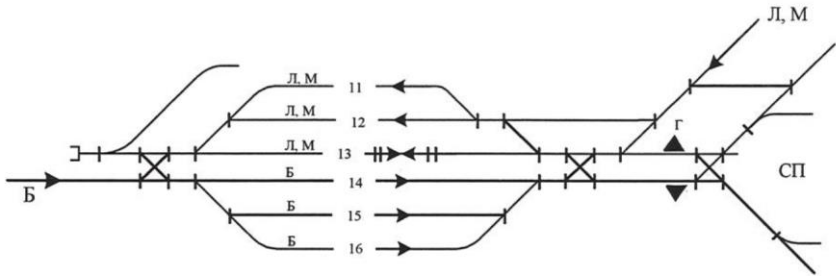 Л, М
Л, М 11
Л, М 12
Л, М 13
г
Б
Б 14
СП
Б 15
Б 16